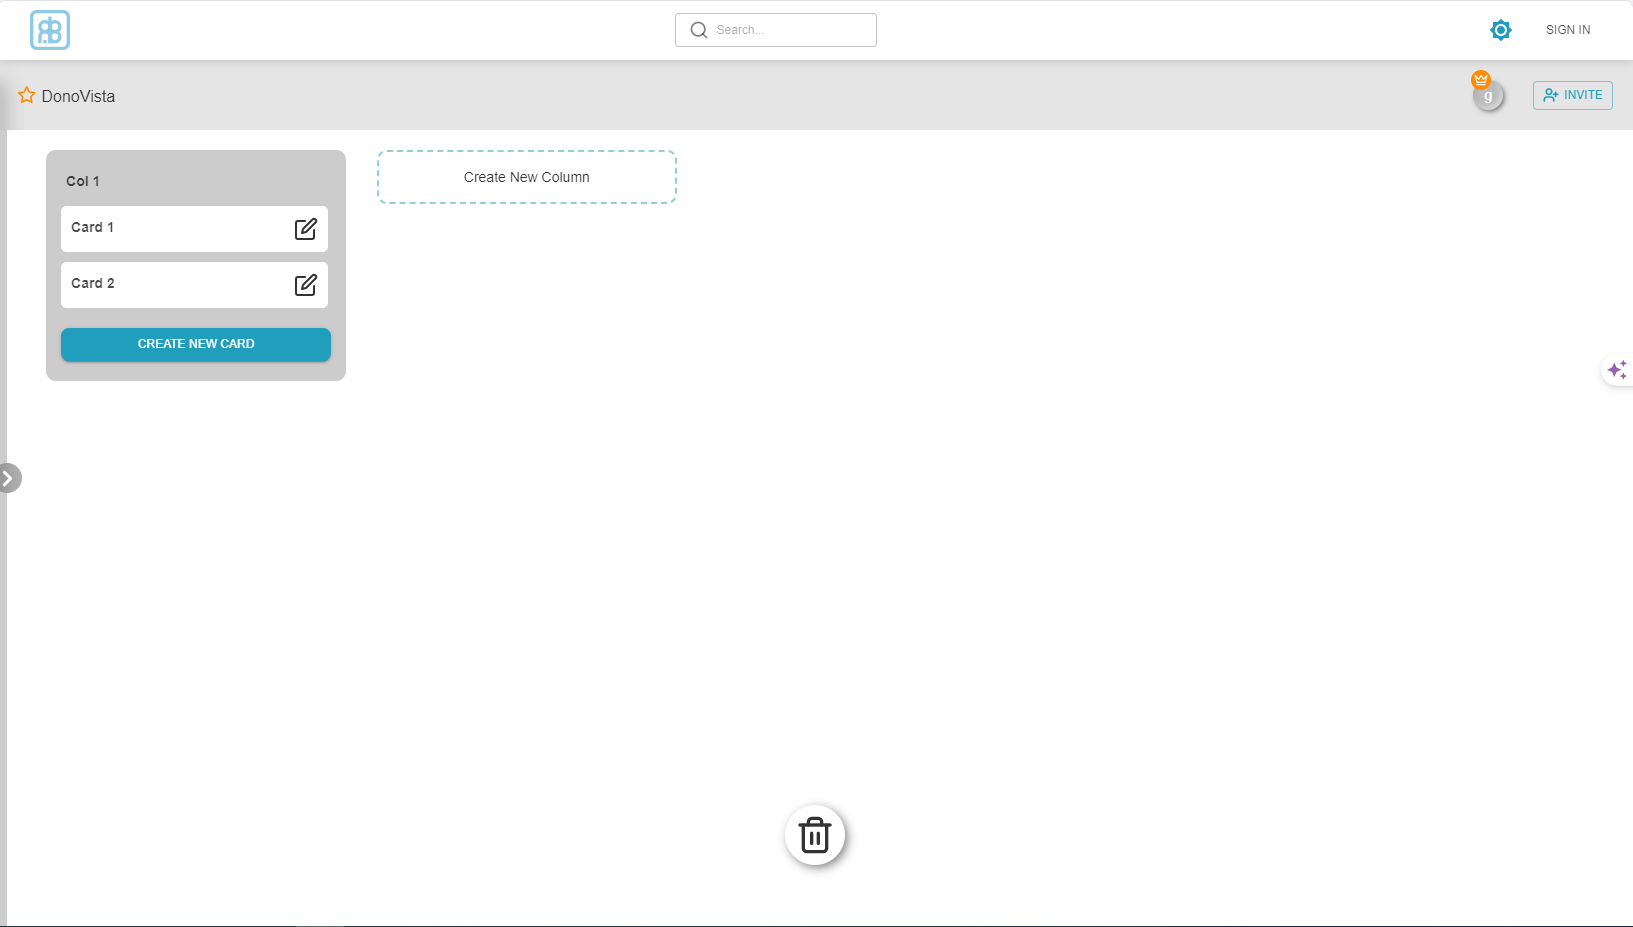 Search...
SIGN IN
DonoVista
g
INVITE
Col 1
Create New Column
Card 1
Card 2
CREATE NEW CARD